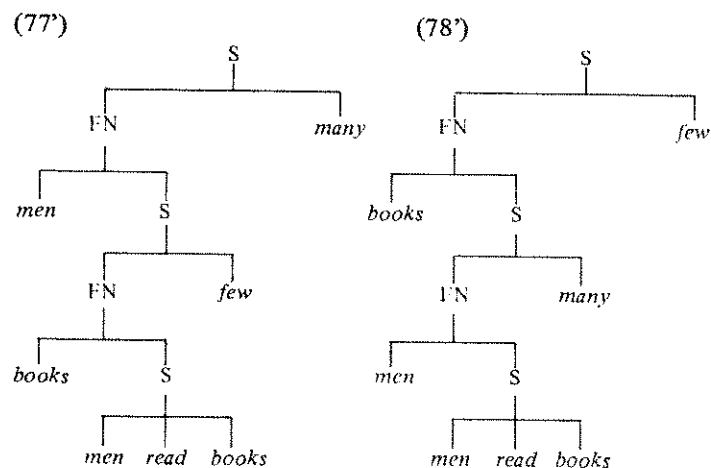 (77') (78')
S S
FN many FN few
men S books S
FN few FN many
books S men S
men read books men read books